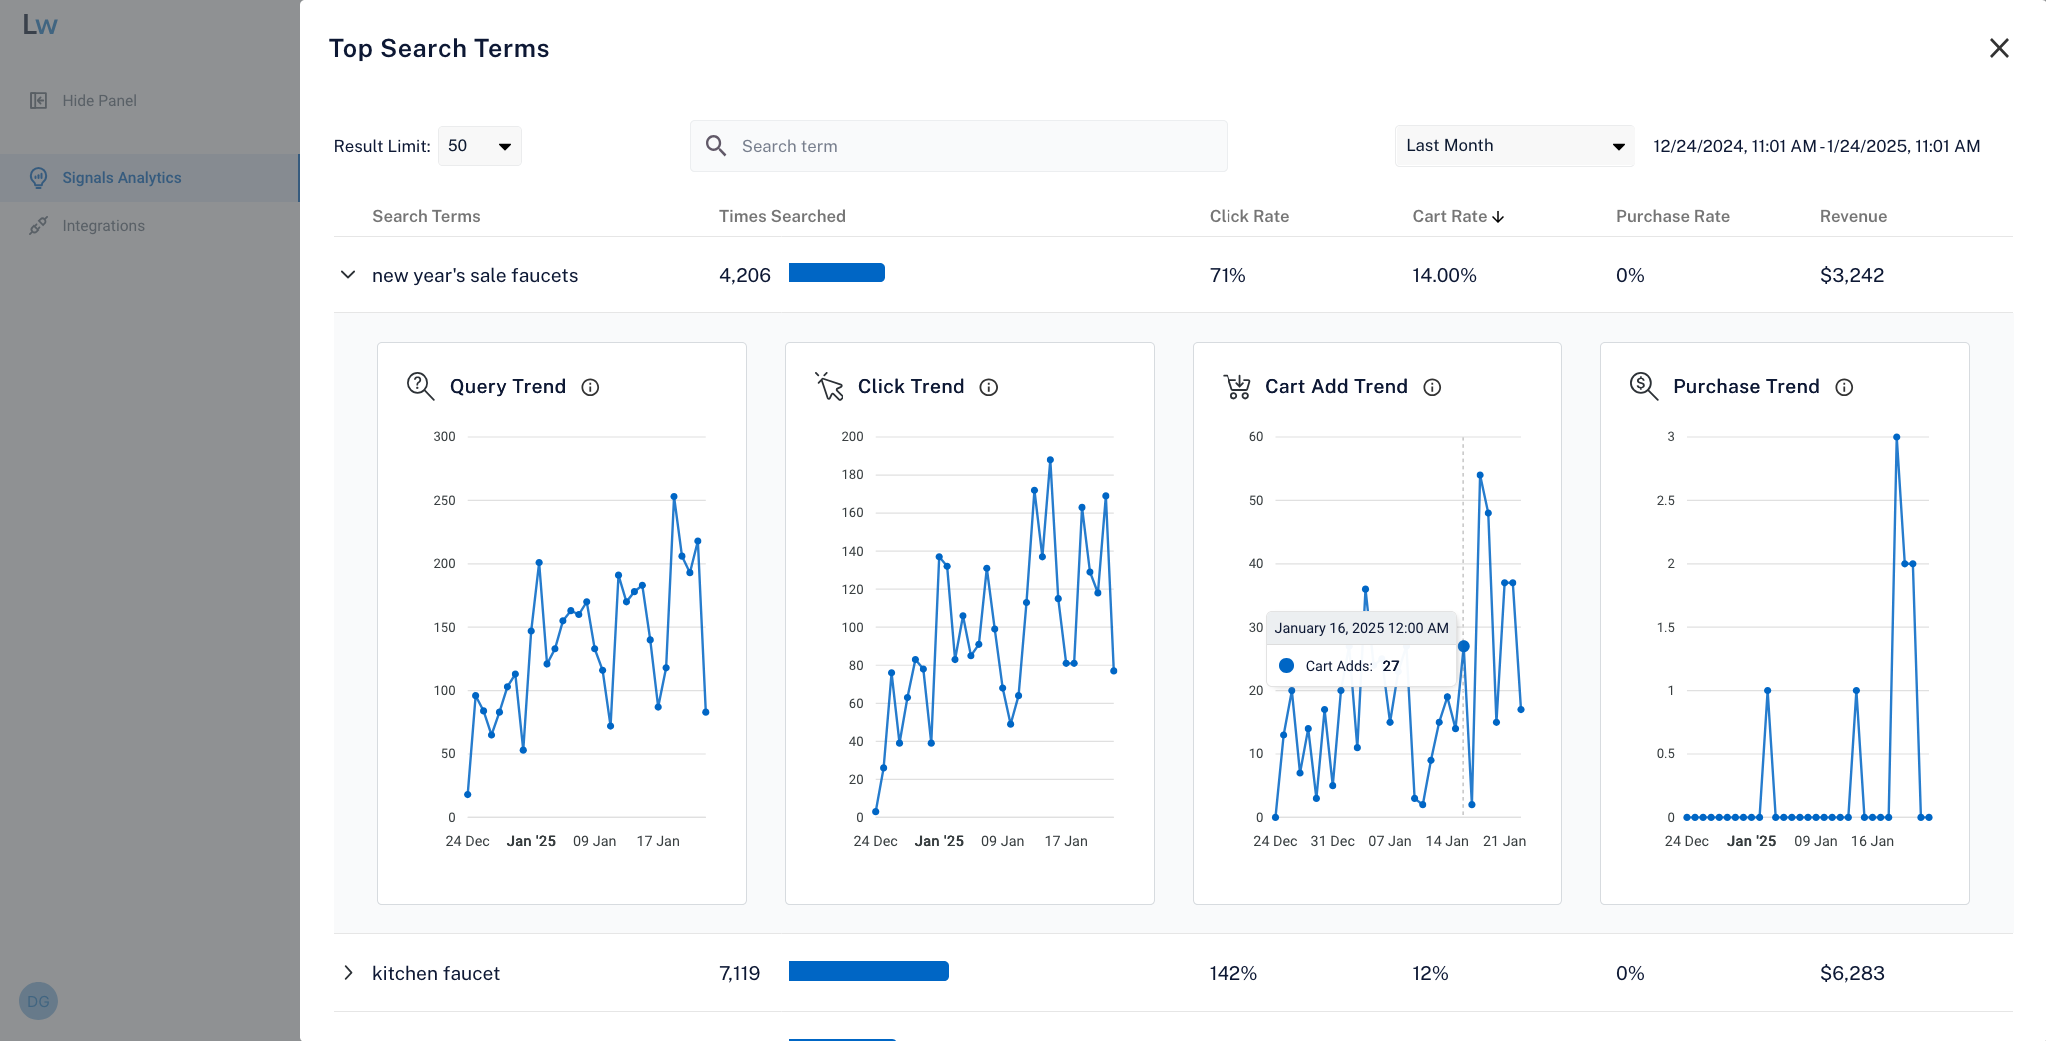 Lw
Top Search Terms
Hide Panel
Result Limit: 50
Search term
Last Month
12/24/2024, 11:01 AM - 1/24/2025, 11:01 AM
Signals Analytics
Integrations
Search Terms Times Searched Click Rate Cart Rate Purchase Rate Revenue
new year's sale faucets 4,206 71% 14.00% 0% $3,242
Query Trend
300
250
200
150
100
50
0
24 Dec Jan '25 09 Jan 17 Jan
Click Trend
200
180
160
140
120
100
80
60
40
20
0
24 Dec Jan '25 09 Jan 17 Jan
Cart Add Trend
60
50
40
30
20
10
0
January 16, 2025 12:00 AM
Cart Adds: 27
24 Dec 31 Dec 07 Jan 14 Jan 21 Jan
Purchase Trend
3
2.5
2
1.5
1
0.5
0
24 Dec Jan '25 09 Jan 16 Jan
kitchen faucet 7,119 142% 12% 0% $6,283
DG